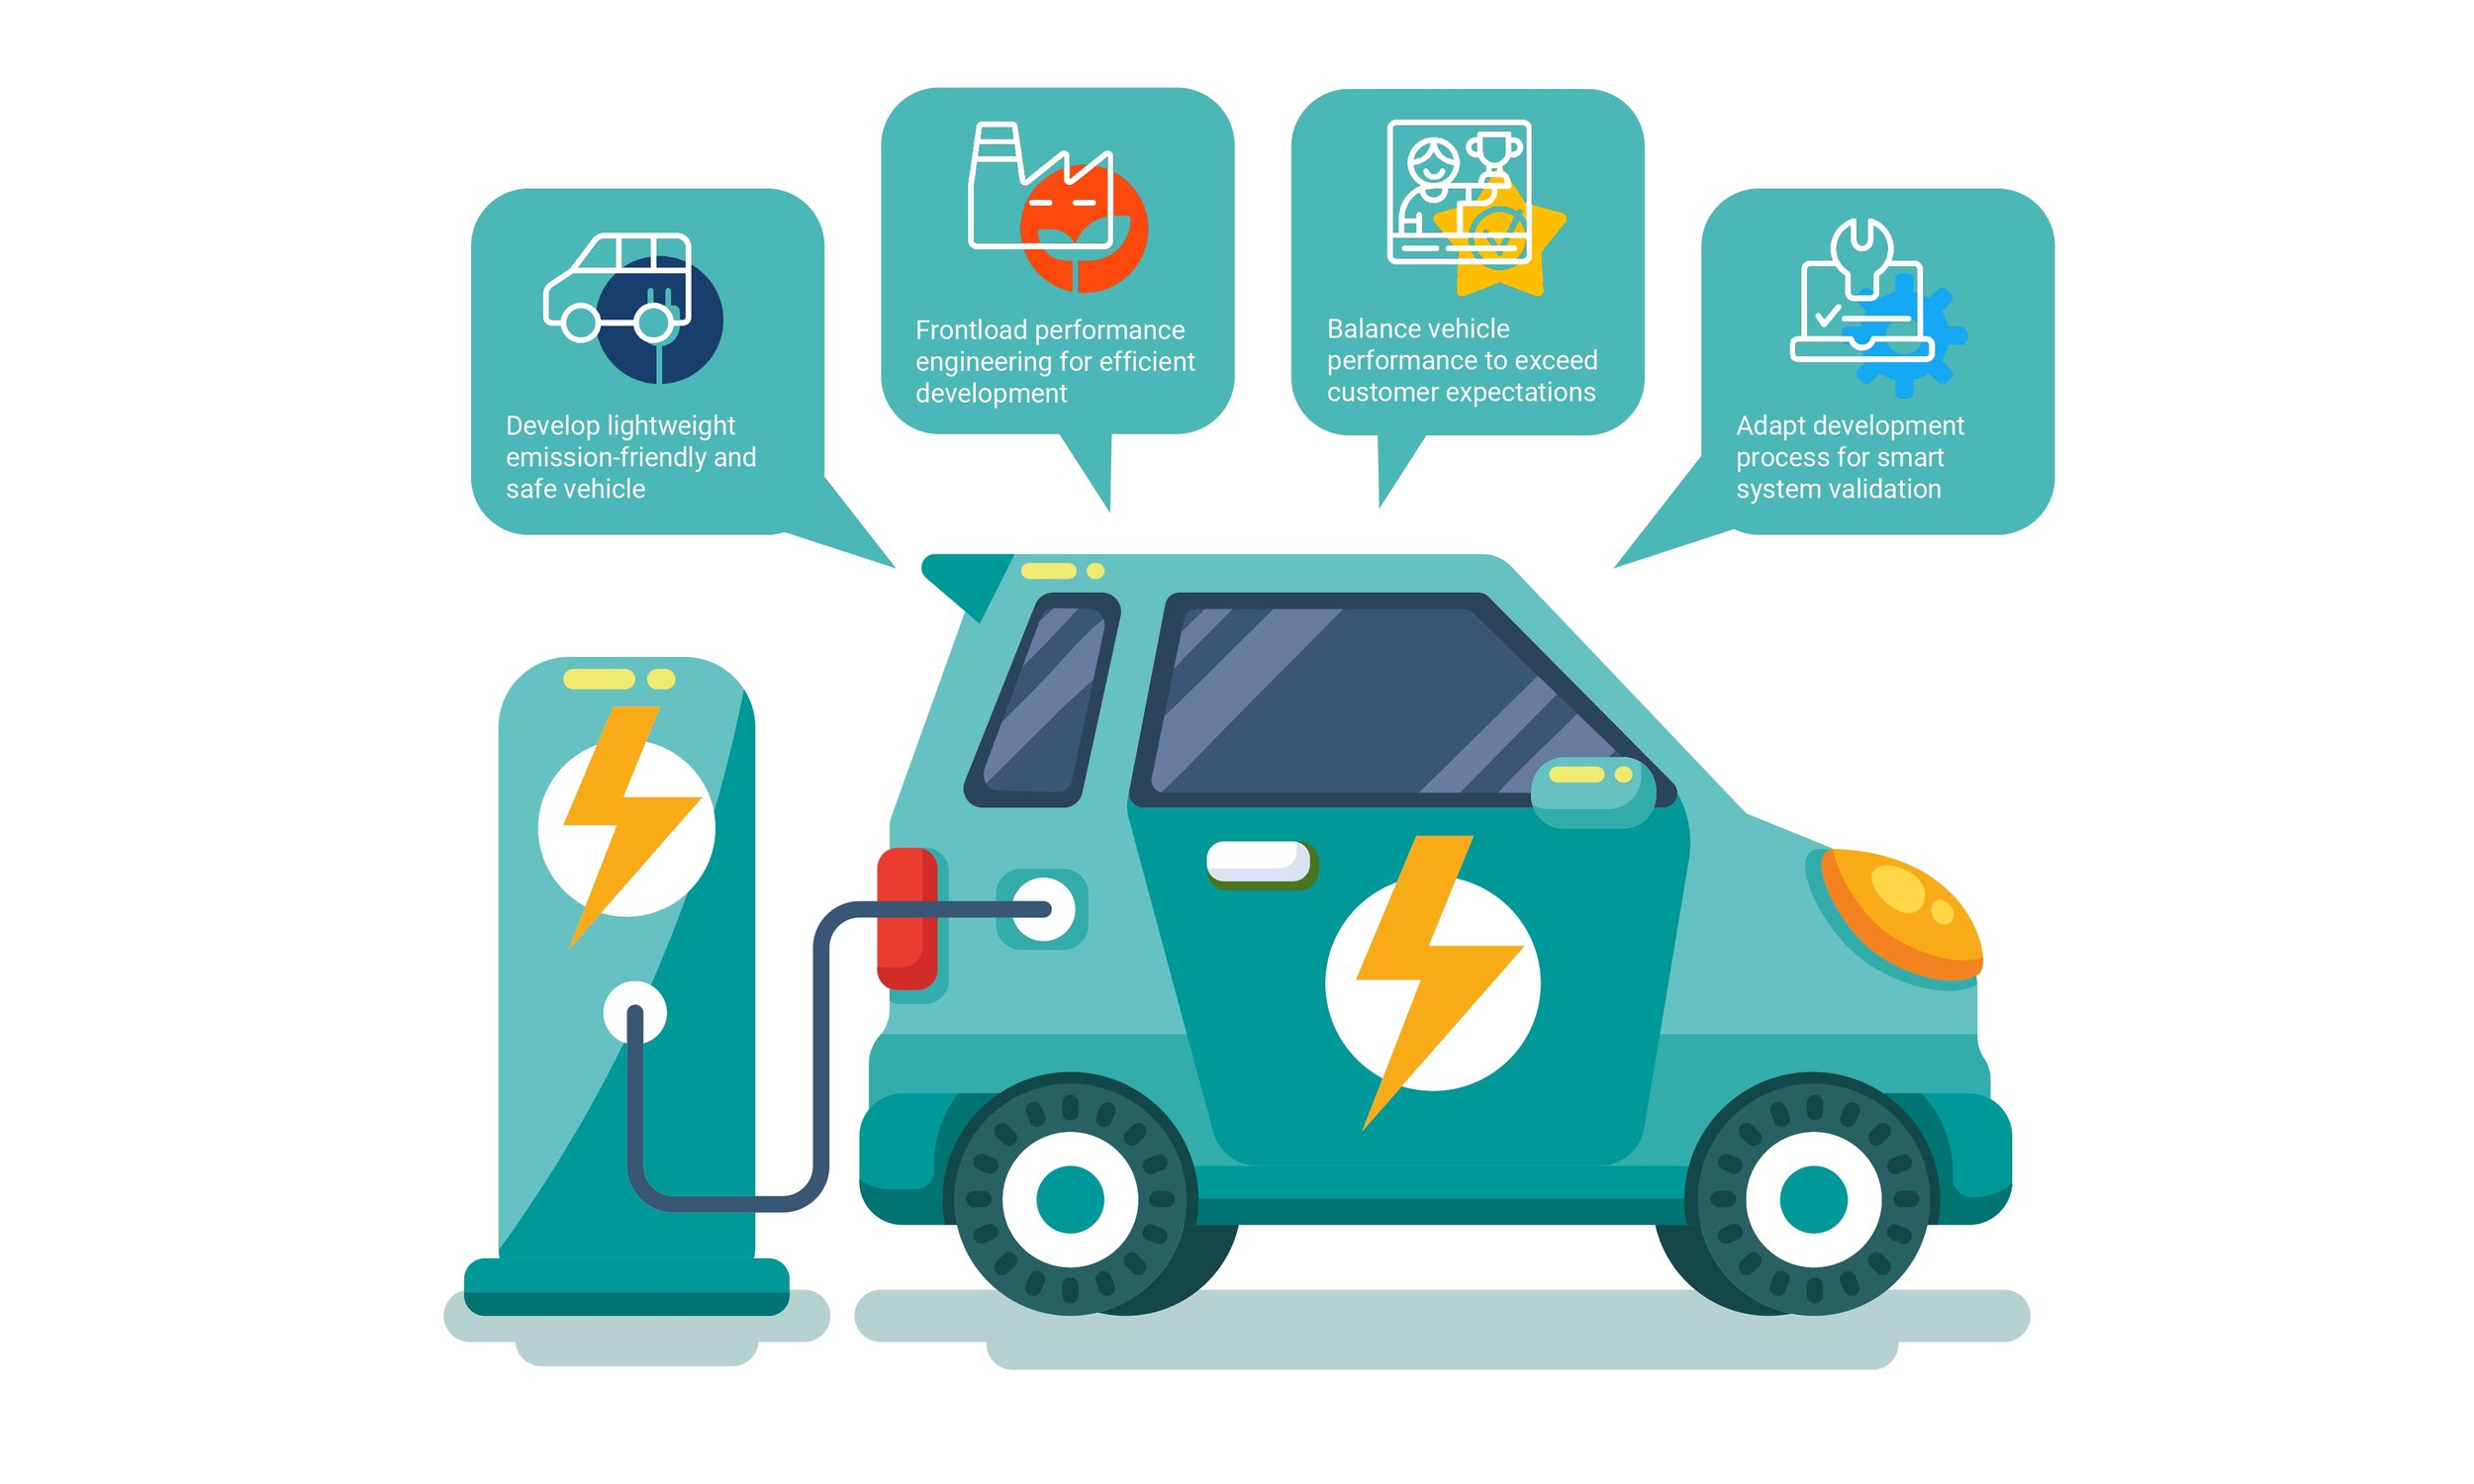 Develop lightweight
emission-friendly and
safe vehicle
Frontload performance
engineering for efficient
development
Balance vehicle
performance to exceed
customer expectations
Adapt development
process for smart
system validation